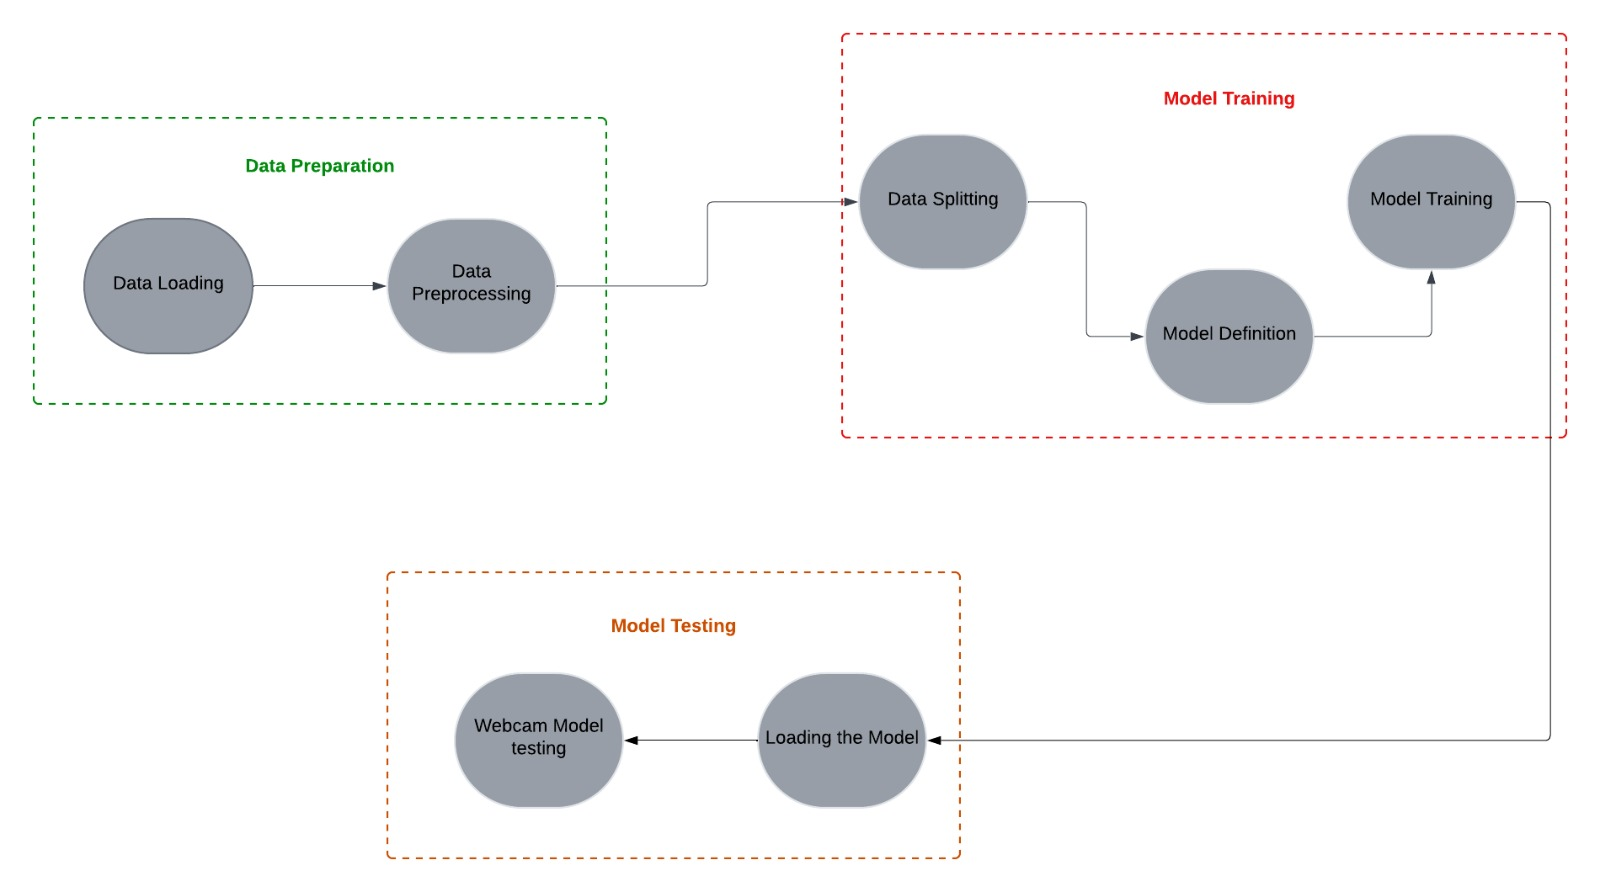 Data Preparation
Data Loading
Data
Preprocessing
Model Training
Data Splitting
Model Definition
Model Training
Model Testing
Webcam Model
testing
Loading the Model